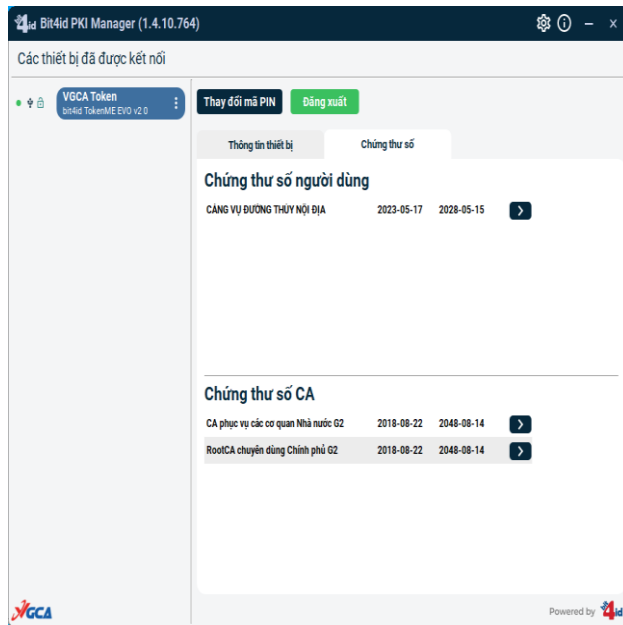 4id Bit4id PKI Manager (1.4.10.764)
Các thiết bị đã được kết nối
VGCA Token
bit4id TokenME EVO v2.0
Thay đổi mã PIN Đăng xuất
Thông tin thiết bị Chứng thư số
Chứng thư số người dùng
CẢNG VỤ ĐƯỜNG THỦY NỘI ĐỊA 2023-05-17 2028-05-15
Chứng thư số CA
CA phục vụ các cơ quan Nhà nước G2 2018-08-22 2048-08-14
RootCA chuyên dùng Chính phủ G2 2018-08-22 2048-08-14
VGCA Powered by 4id